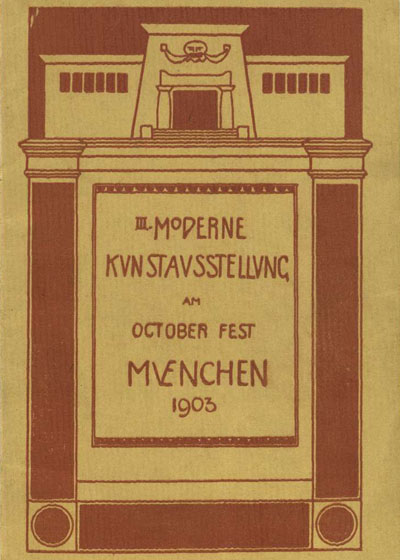 III. MODERNE
KVNSTAVSSTELLVNG
AM
OCTOBER FEST
MVENCHEN
1903